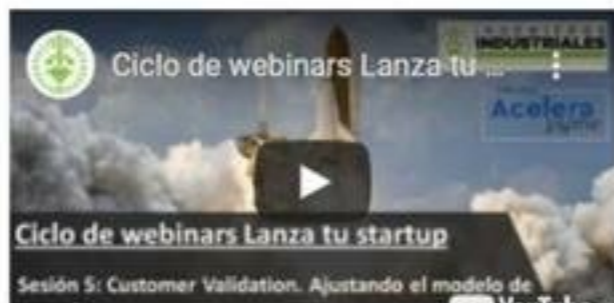 Ciclo de webinars Lanza tu ...
INDUSTRIALES
Acelera
pyme
Ciclo de webinars Lanza tu startup
Sesión 5: Customer Validation. Ajustando el modelo de